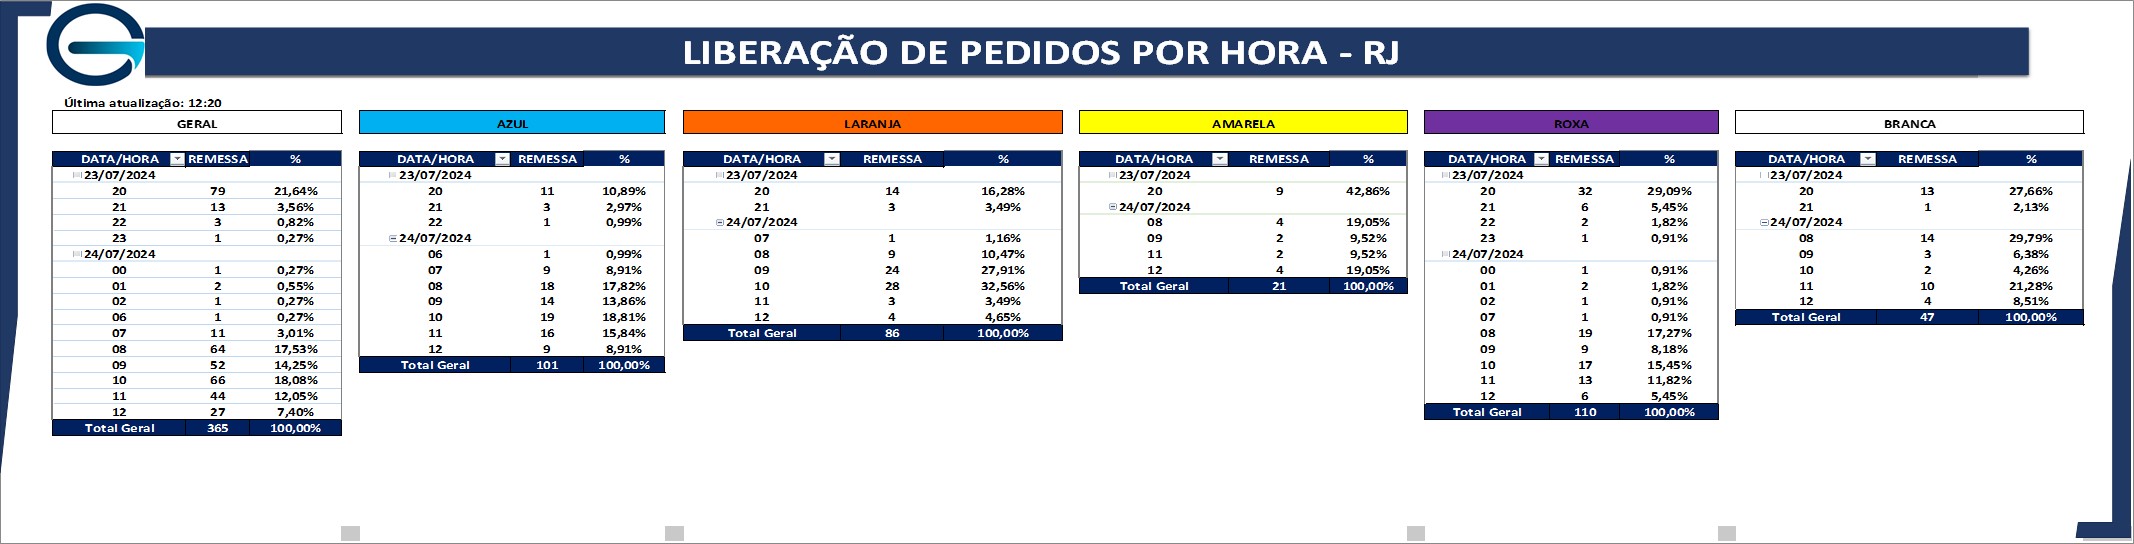 LIBERAÇÃO DE PEDIDOS POR HORA - RJ
Última atualização: 12:20
GERAL
DATA/HORA REMESSA %
23/07/2024
20 79 21,64%
21 13 3,56%
22 3 0,82%
23 1 0,27%
24/07/2024
00 1 0,27%
01 2 0,55%
02 1 0,27%
06 1 0,27%
07 11 3,01%
08 64 17,53%
09 52 14,25%
10 66 18,08%
11 44 12,05%
12 27 7,40%
Total Geral 365 100,00%
AZUL
DATA/HORA REMESSA %
23/07/2024
20 11 10,89%
21 3 2,97%
22 1 0,99%
24/07/2024
06 1 0,99%
07 9 8,91%
08 18 17,82%
09 14 13,86%
10 19 18,81%
11 16 15,84%
12 9 8,91%
Total Geral 101 100,00%
LARANJA
DATA/HORA REMESSA %
23/07/2024
20 14 16,28%
21 3 3,49%
24/07/2024
07 1 1,16%
08 9 10,47%
09 24 27,91%
10 28 32,56%
11 3 3,49%
12 4 4,65%
Total Geral 86 100,00%
AMARELA
DATA/HORA REMESSA %
23/07/2024
20 9 42,86%
24/07/2024
08 4 19,05%
09 2 9,52%
11 2 9,52%
12 4 19,05%
Total Geral 21 100,00%
ROXA
DATA/HORA REMESSA %
23/07/2024
20 32 29,09%
21 6 5,45%
22 2 1,82%
23 1 0,91%
24/07/2024
00 1 0,91%
01 2 1,82%
02 1 0,91%
07 1 0,91%
08 19 17,27%
09 9 8,18%
10 17 15,45%
11 13 11,82%
12 6 5,45%
Total Geral 110 100,00%
BRANCA
DATA/HORA REMESSA %
23/07/2024
20 13 27,66%
21 1 2,13%
24/07/2024
08 14 29,79%
09 3 6,38%
10 2 4,26%
11 10 21,28%
12 4 8,51%
Total Geral 47 100,00%